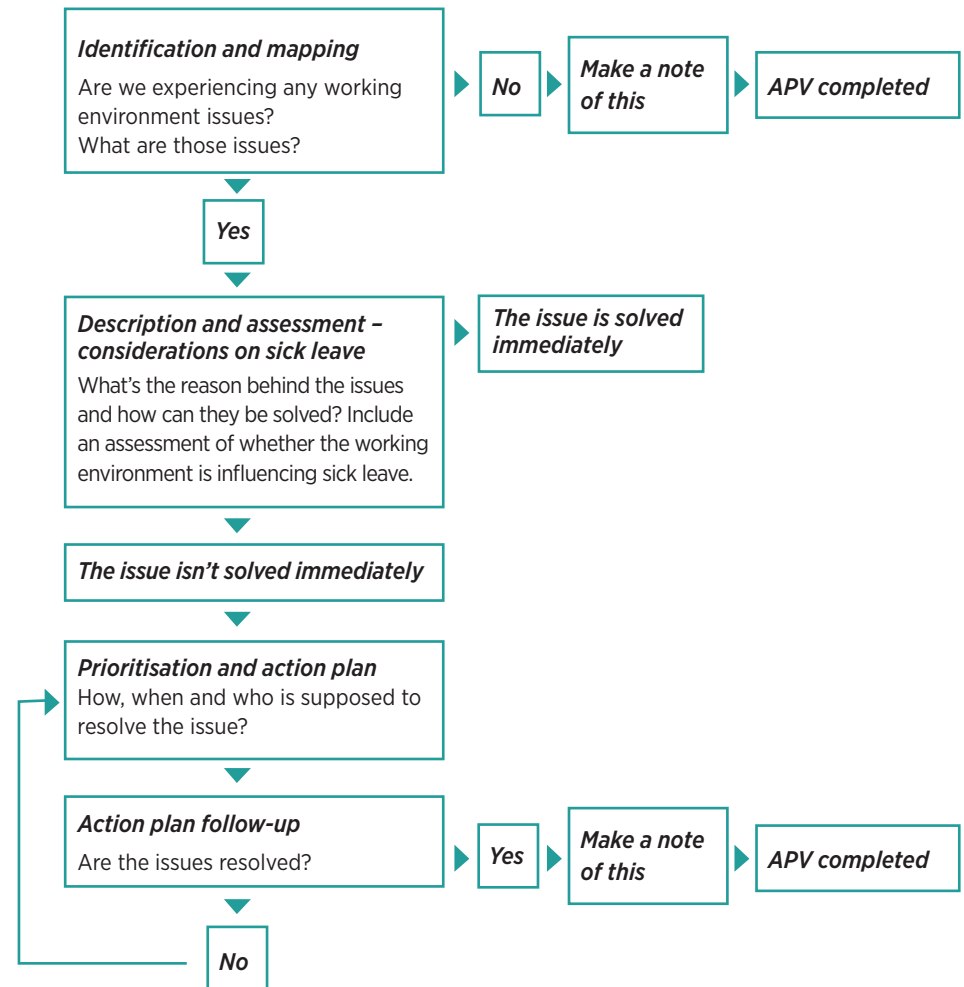 Identification and mapping
Are we experiencing any working
environment issues?
What are those issues?
No
Make a note
of this
APV completed
Yes
Description and assessment –
considerations on sick leave
What's the reason behind the issues
and how can they be solved? Include
an assessment of whether the working
environment is influencing sick leave.
The issue is solved
immediately
The issue isn't solved immediately
Prioritisation and action plan
How, when and who is supposed to
resolve the issue?
Action plan follow-up
Are the issues resolved?
Yes
Make a note
of this
APV completed
No